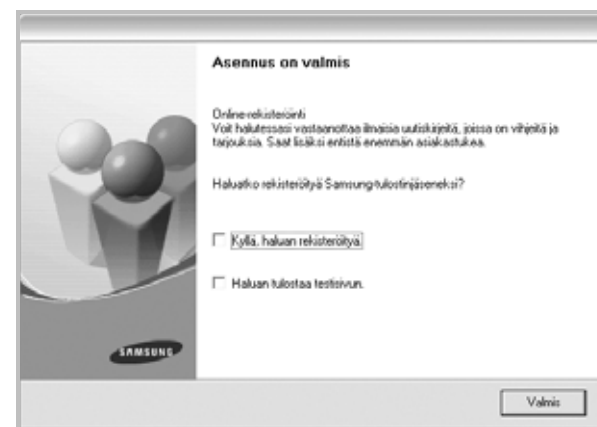 Asennus on valmis
Online-rekisteröinti
Voit halutessasi vastaanottaa ilmaisia uutiskirjeitä, joissa on vihjeitä ja
tarjouksia. Saat lisäksi entistä enemmän asiakastukea.
Haluatko rekisteröityä Samsung-tulostinjäseneksi?
Kyllä, haluan rekisteröityä.
Haluan tulostaa testisivun.
SAMSUNG
Valmis